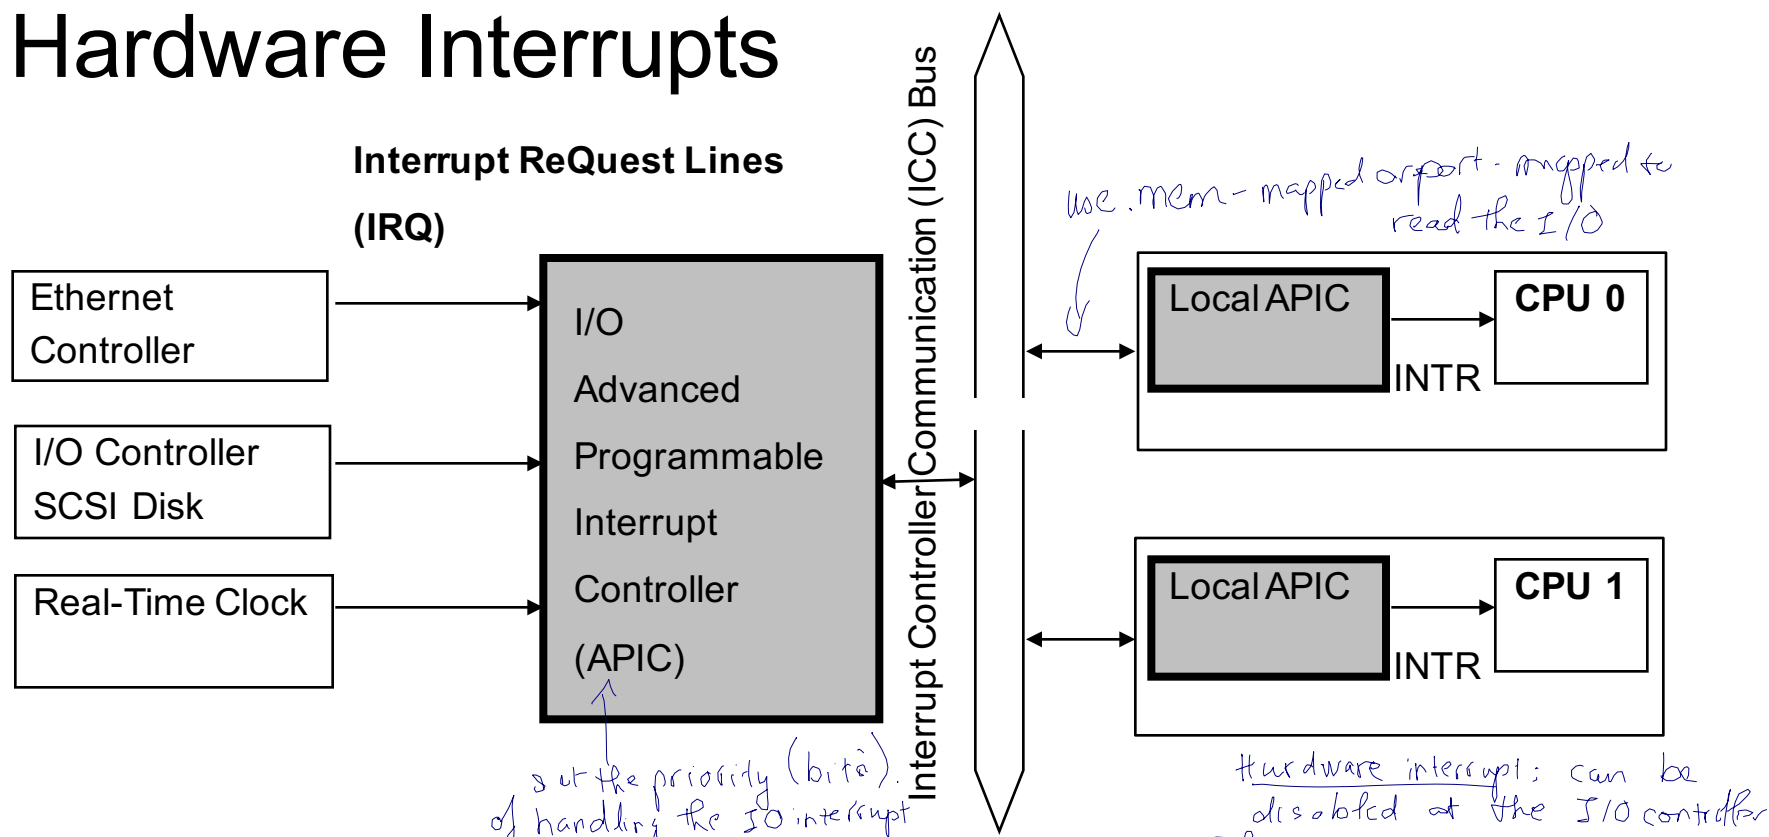 Hardware Interrupts
Interrupt ReQuest Lines
(IRQ)
Ethernet
Controller
I/O Controller
SCSI Disk
Real-Time Clock
I/O
Advanced
Programmable
Interrupt
Controller
(APIC)
set the priority (bits).
of handling the IO interrupt
Interrupt Controller Communication (ICC) Bus
use mem-mapped or port-mapped to
read the I/O
Local APIC
INTR
CPU 0
Local APIC
INTR
CPU 1
Hardware interrupt; can be
disabled at the I/O controller